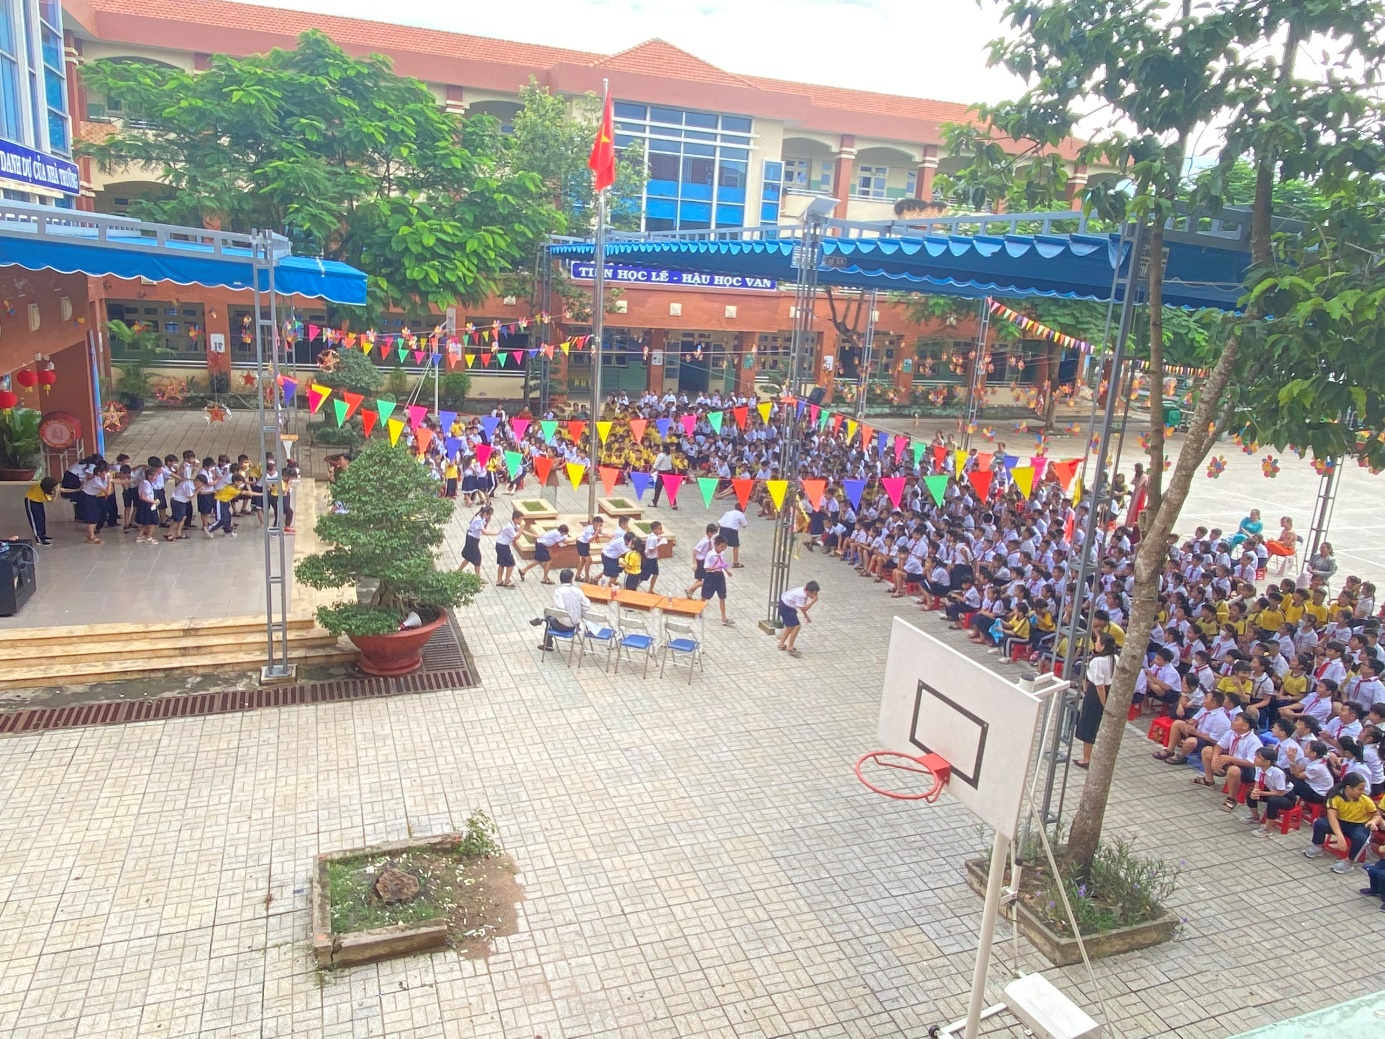 DANH DỰ CỦA NHÀ TRƯỜNG
TIÊN HỌC LỄ - HẬU HỌC VĂN